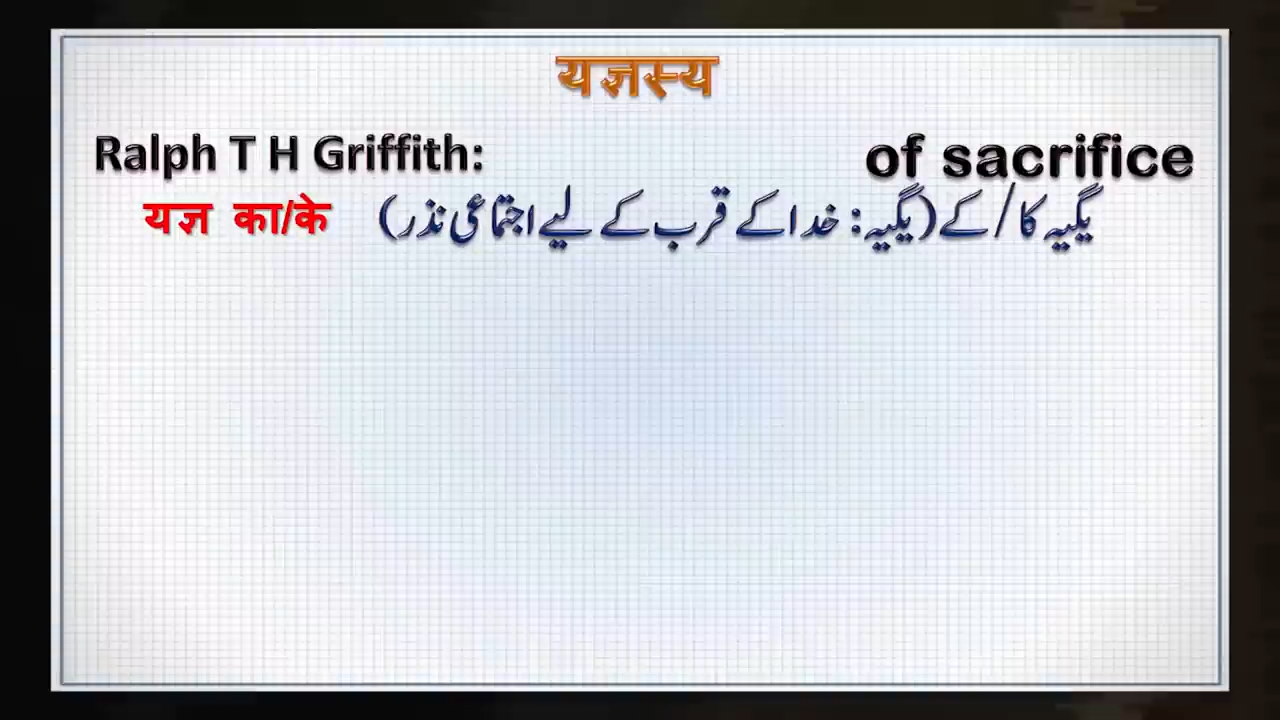 यज्ञस्य
Ralph T H Griffith: of sacrifice
यज्ञ का/के یگیہ کا/کے (یگیہ: خدا کے قرب کے لیے اجتماعی نذر)